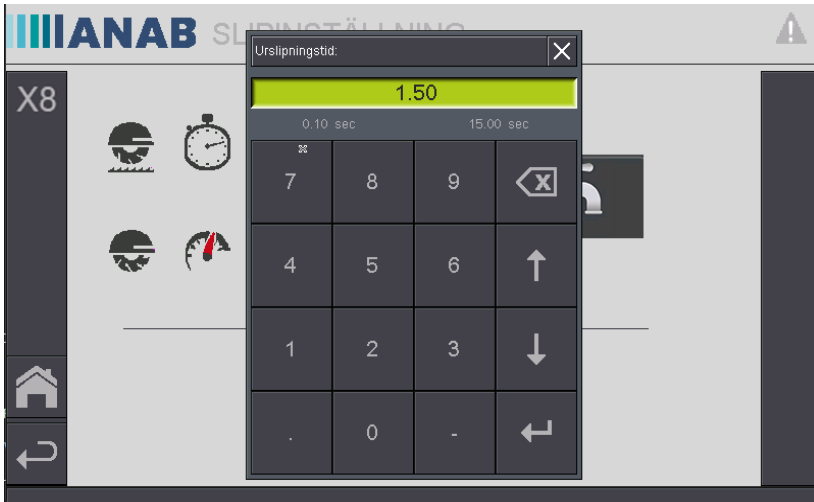 ANAB SLIPINSTÄLLNING
Urslipningstid:
X8
1.50
0.10 sec 15.00 sec
7 8 9
4 5 6
1 2 3
. 0 -